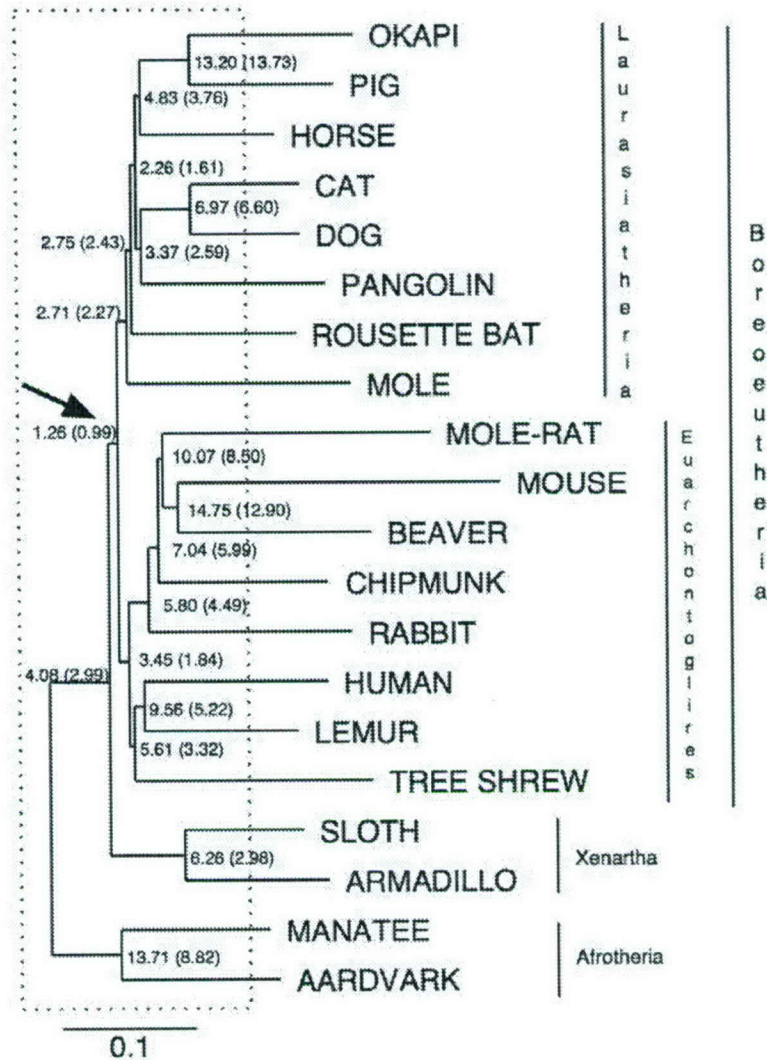 OKAPI
13.20 (13.73)
PIG
4.83 (3.76)
HORSE
2.26 (1.61)
CAT
6.97 (6.60)
DOG
2.75 (2.43)
3.37 (2.59)
PANGOLIN
2.71 (2.27)
ROUSETTE BAT
MOLE
Laurasiatheria
1.26 (0.99)
MOLE-RAT
10.07 (8.50)
MOUSE
14.75 (12.90)
BEAVER
7.04 (5.99)
CHIPMUNK
5.80 (4.49)
RABBIT
3.45 (1.84)
4.08 (2.99)
HUMAN
9.56 (5.22)
LEMUR
5.61 (3.32)
TREE SHREW
Euarchontoglires
Boreoeutheria
SLOTH
6.26 (2.98)
ARMADILLO
Xenartha
MANATEE
13.71 (8.82)
AARDVARK
Afrotheria
0.1